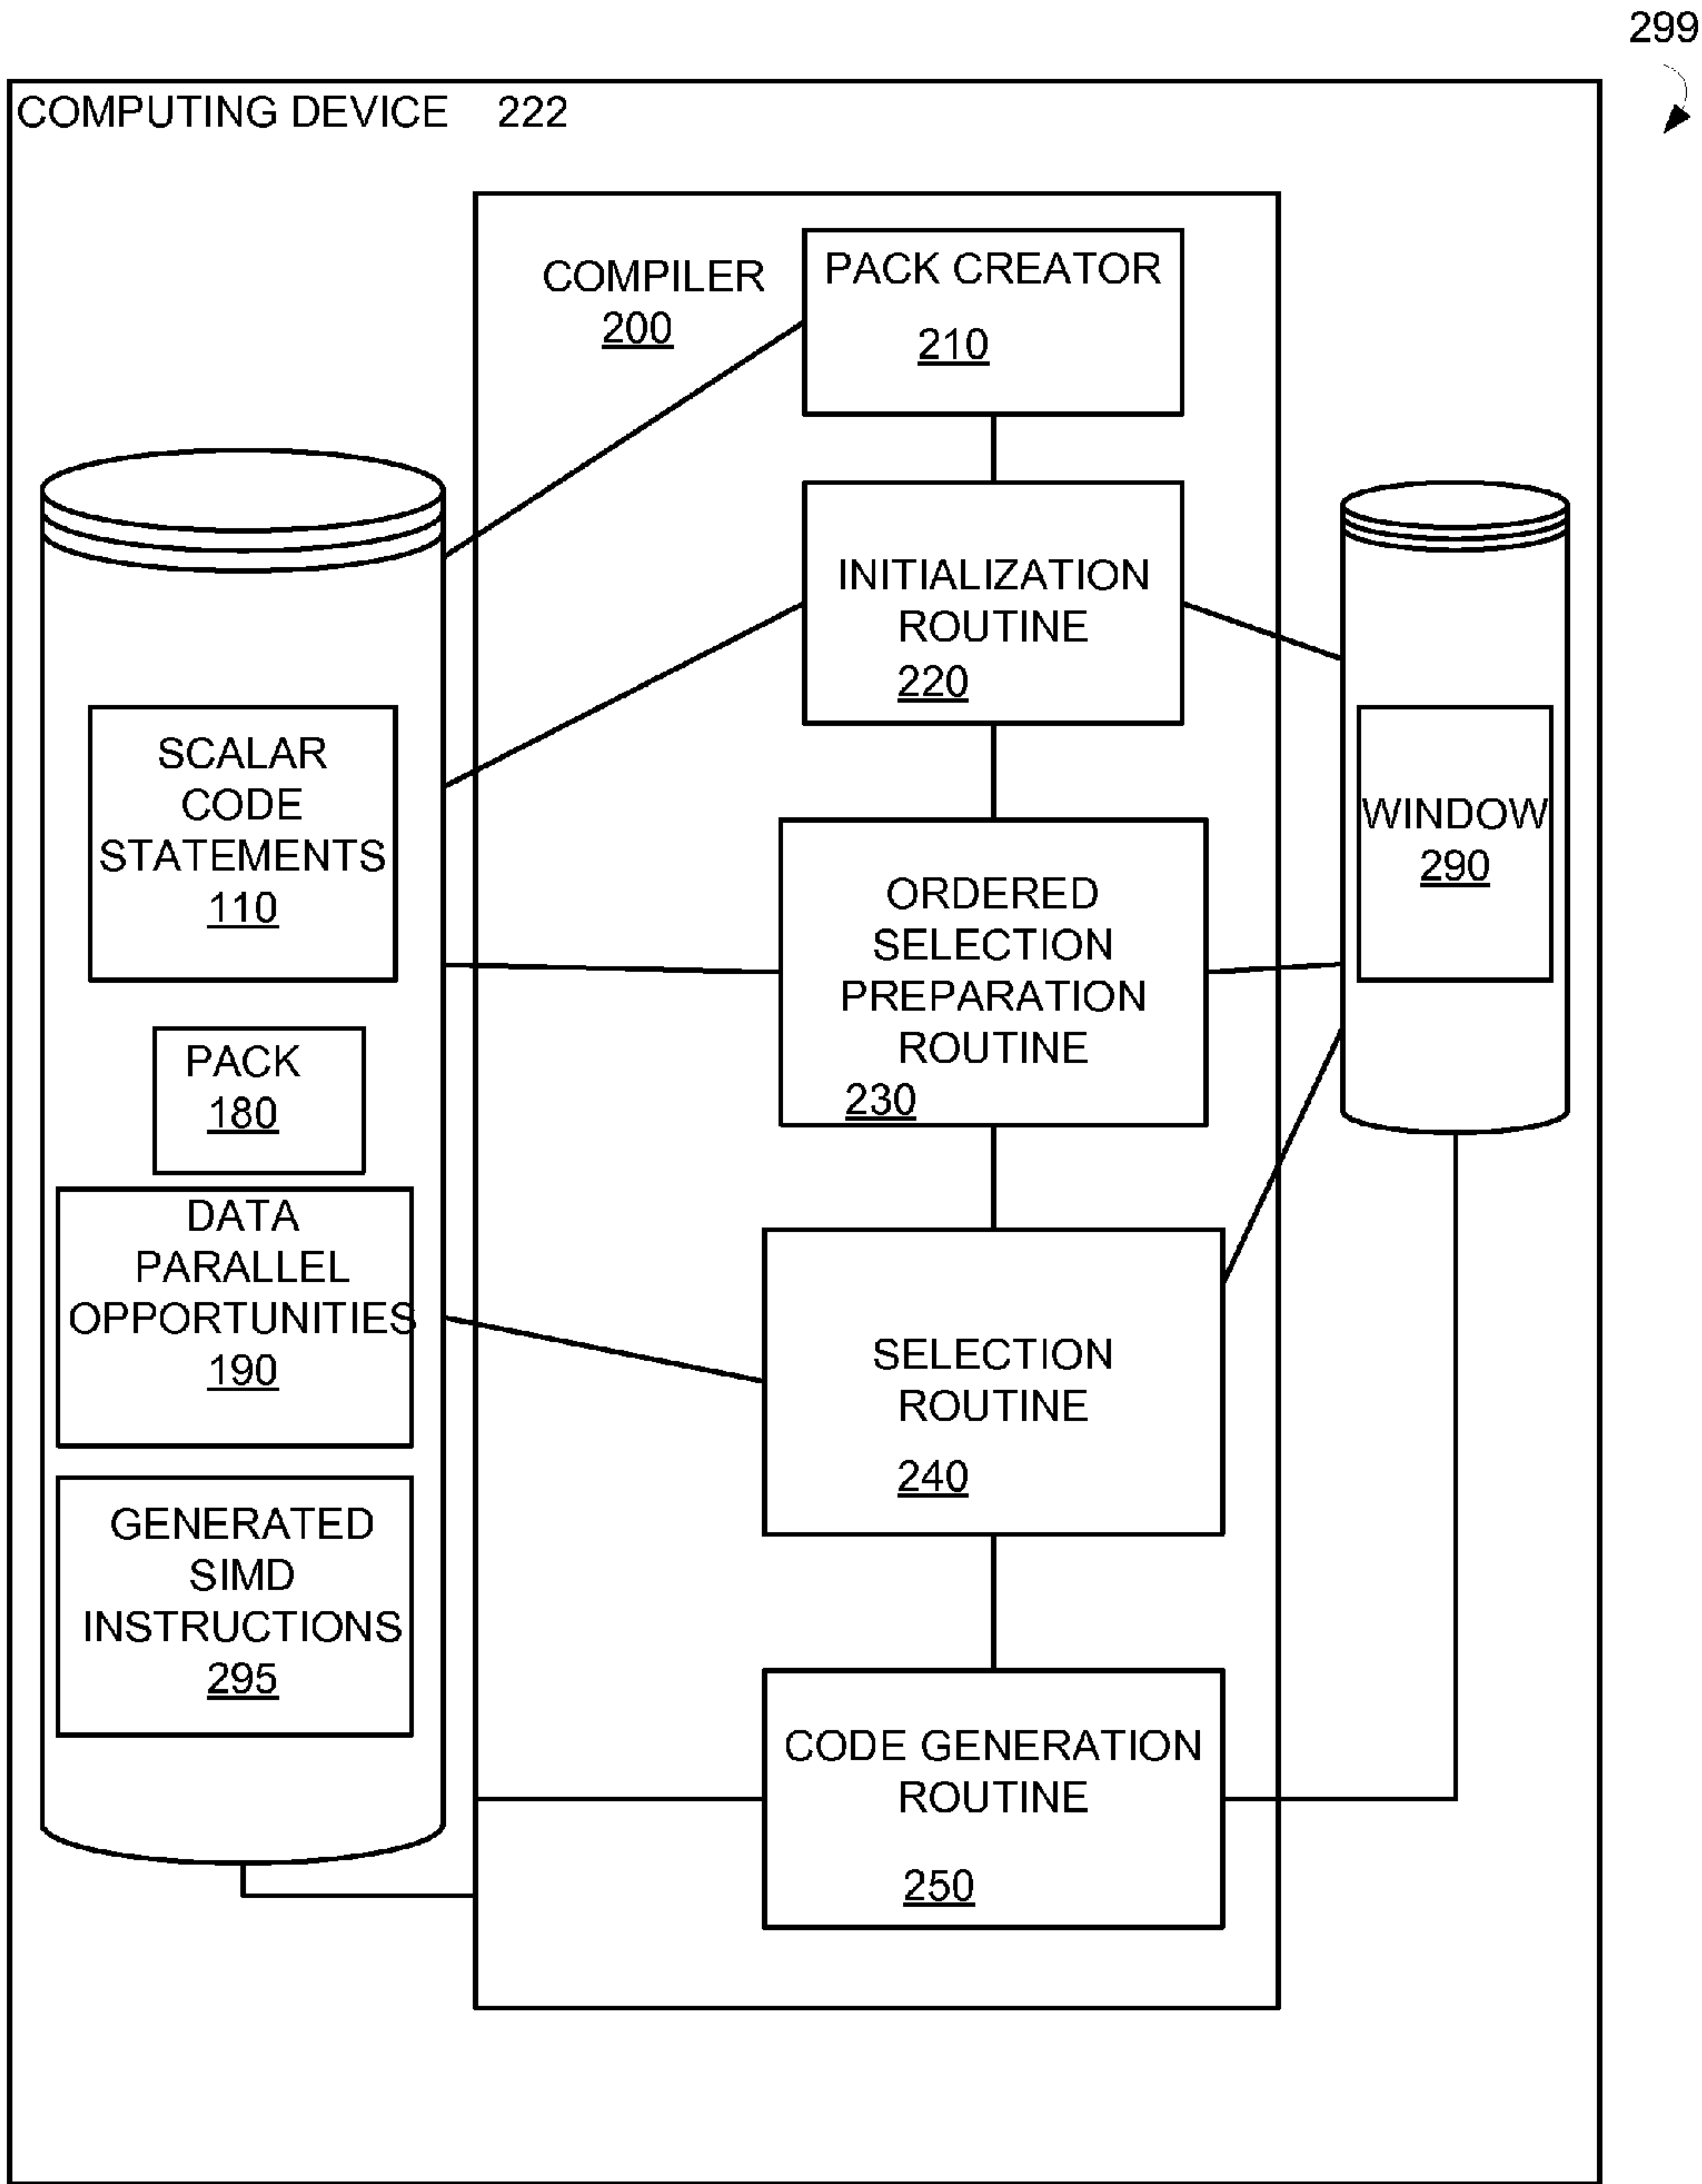 299
COMPUTING DEVICE 222
COMPILER
200
PACK CREATOR
210
INITIALIZATION
ROUTINE
220
SCALAR
CODE
STATEMENTS
110
WINDOW
290
ORDERED
SELECTION
PREPARATION
ROUTINE
230
PACK
180
DATA
PARALLEL
OPPORTUNITIES
190
SELECTION
ROUTINE
240
GENERATED
SIMD
INSTRUCTIONS
295
CODE GENERATION
ROUTINE
250